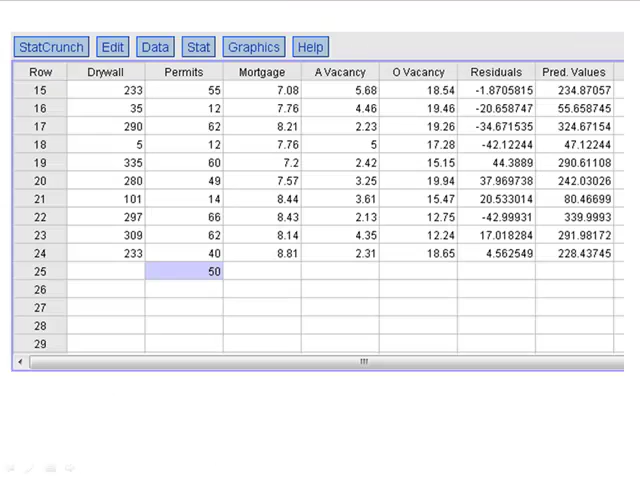 StatCrunch Edit Data Stat Graphics Help
Row Drywall Permits Mortgage A Vacancy O Vacancy Residuals Pred. Values
15 233 55 7.08 5.68 18.54 -1.8705815 234.87057
16 35 12 7.76 4.46 19.46 -20.658747 55.658745
17 290 62 8.21 2.23 19.26 -34.671535 324.67154
18 5 12 7.76 5 17.28 -42.12244 47.12244
19 335 60 7.2 2.42 15.15 44.3889 290.61108
20 280 49 7.57 3.25 19.94 37.969738 242.03026
21 101 14 8.44 3.61 15.47 20.533014 80.46699
22 297 66 8.43 2.13 12.75 -42.99931 339.9993
23 309 62 8.14 4.35 12.24 17.018284 291.98172
24 233 40 8.81 2.31 18.65 4.562549 228.43745
25 50
26
27
28
29